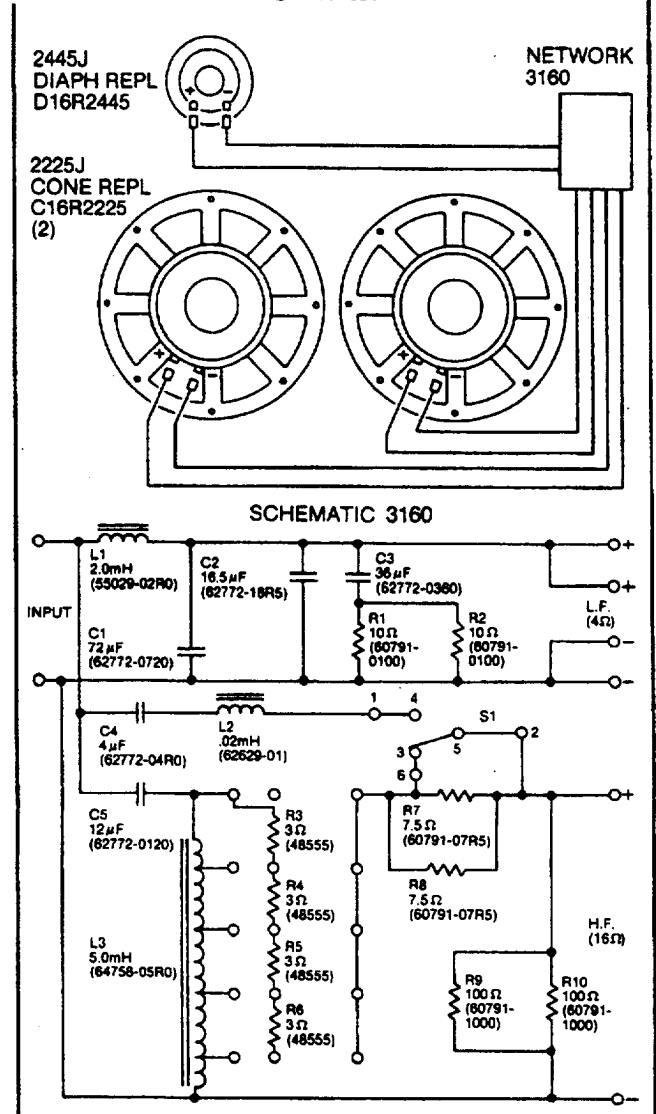 2445J
DIAPH REPL
D16R2445
NETWORK
3160
2225J
CONE REPL
C16R2225
(2)
+ −
+ −
+ −
SCHEMATIC 3160
INPUT
L1
2.0mH
(55029-02R0)
C1
72µF
(62772-0720)
C2
16.5µF
(62772-16R5)
C3
36µF
(62772-0360)
R1
10Ω
(60791-
0100)
R2
10Ω
(60791-
0100)
+
+
L.F.
(4Ω)
−
−
C4
4µF
(62772-04R0)
L2
.02mH
(62629-01)
1 4
S1
3 5 2
6
C5
12µF
(62772-0120)
R3
3Ω
(48555)
R4
3Ω
(48555)
R5
3Ω
(48555)
R6
3Ω
(48555)
L3
5.0mH
(64758-05R0)
R7
7.5Ω
(60791-07R5)
R8
7.5Ω
(60791-07R5)
+
H.F.
(16Ω)
R9
100Ω
(60791-
1000)
R10
100Ω
(60791-
1000)
−